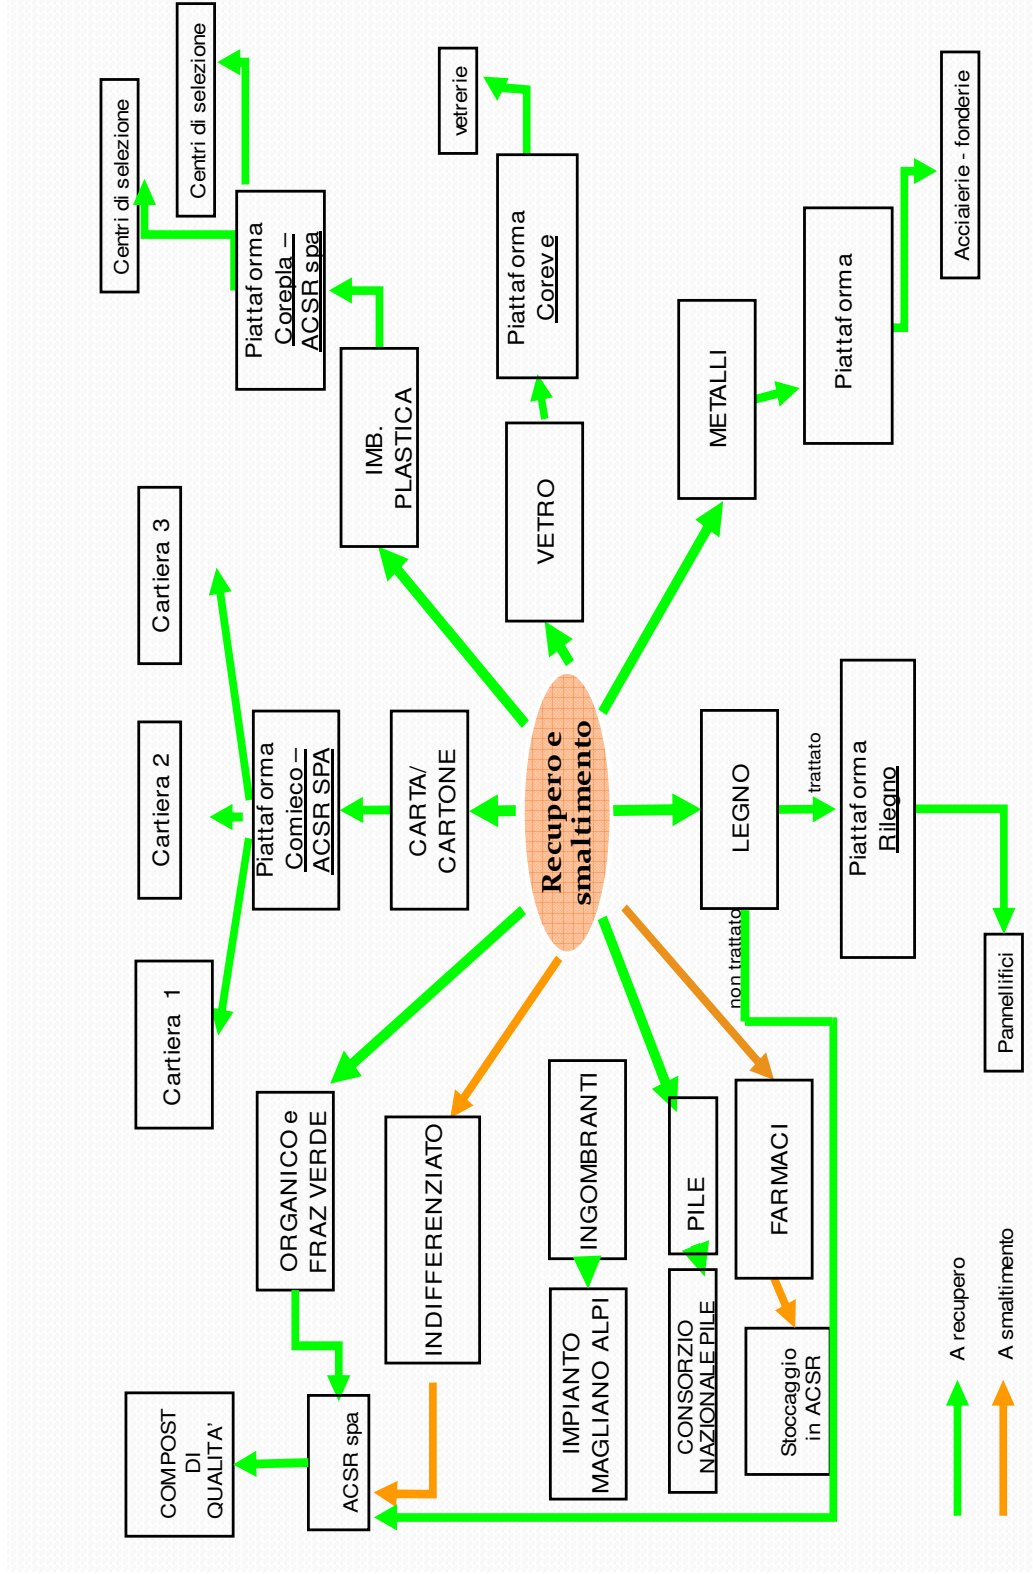 COMPOST
DI
QUALITA'
Cartiera 1
Cartiera 2
Cartiera 3
Centri di selezione
Centri di selezione
ORGANICO e
FRAZ VERDE
Piattaforma
Comieco –
ACSR SPA
Piattaforma
Corepla –
ACSR spa
ACSR spa
INDIFFERENZIATO
CARTA/
CARTONE
IMB.
PLASTICA
vetrerie
IMPIANTO
MAGLIANO ALPI
INGOMBRANTI
Recupero e
smaltimento
VETRO
Piattaforma
Coreve
CONSORZIO
NAZIONALE PILE
PILE
non trattato
LEGNO
METALLI
Stoccaggio
in ACSR
FARMACI
trattato
Piattaforma
Rilegno
Piattaforma
A recupero
A smaltimento
Pannellifici
Acciaierie - fonderie